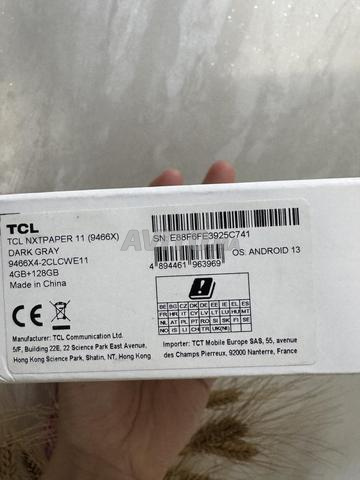 TCL
TCL NXTPAPER 11 (9466X)
DARK GRAY
9466X4-2CLCWE11
4GB+128GB
Made in China
SN: E88F6FE3925C741
4 894461 963969
OS: ANDROID 13
BE BG CZ DK DE EE IE EL ES
FR HR IT CY LV LT LU HU MT
NL AT PL PT RO SI SK FI SE
NO IS LI CH TR UK(NI)
Manufacturer: TCL Communication Ltd.
5/F, Building 22E, 22 Science Park East Avenue,
Hong Kong Science Park, Shatin, NT, Hong Kong
Importer: TCT Mobile Europe SAS, 55, avenue
des Champs Pierreux, 92000 Nanterre, France